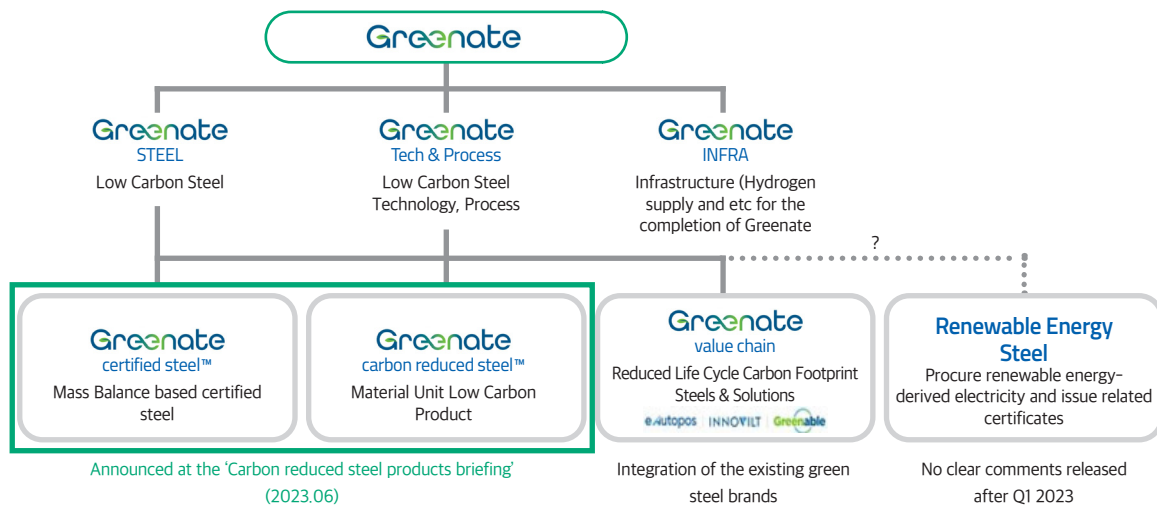 Greenate
Greenate
STEEL
Low Carbon Steel
Greenate
Tech & Process
Low Carbon Steel
Technology, Process
Greenate
INFRA
Infrastructure (Hydrogen
supply and etc for the
completion of Greenate
?
Greenate
certified steel™
Mass Balance based certified
steel
Greenate
carbon reduced steel™
Material Unit Low Carbon
Product
Greenate
value chain
Reduced Life Cycle Carbon Footprint
Steels & Solutions
e Autopos | INNOVILT | Greenable
Renewable Energy
Steel
Procure renewable energy-
derived electricity and issue related
certificates
Announced at the ‘Carbon reduced steel products briefing’
(2023.06)
Integration of the existing green
steel brands
No clear comments released
after Q1 2023